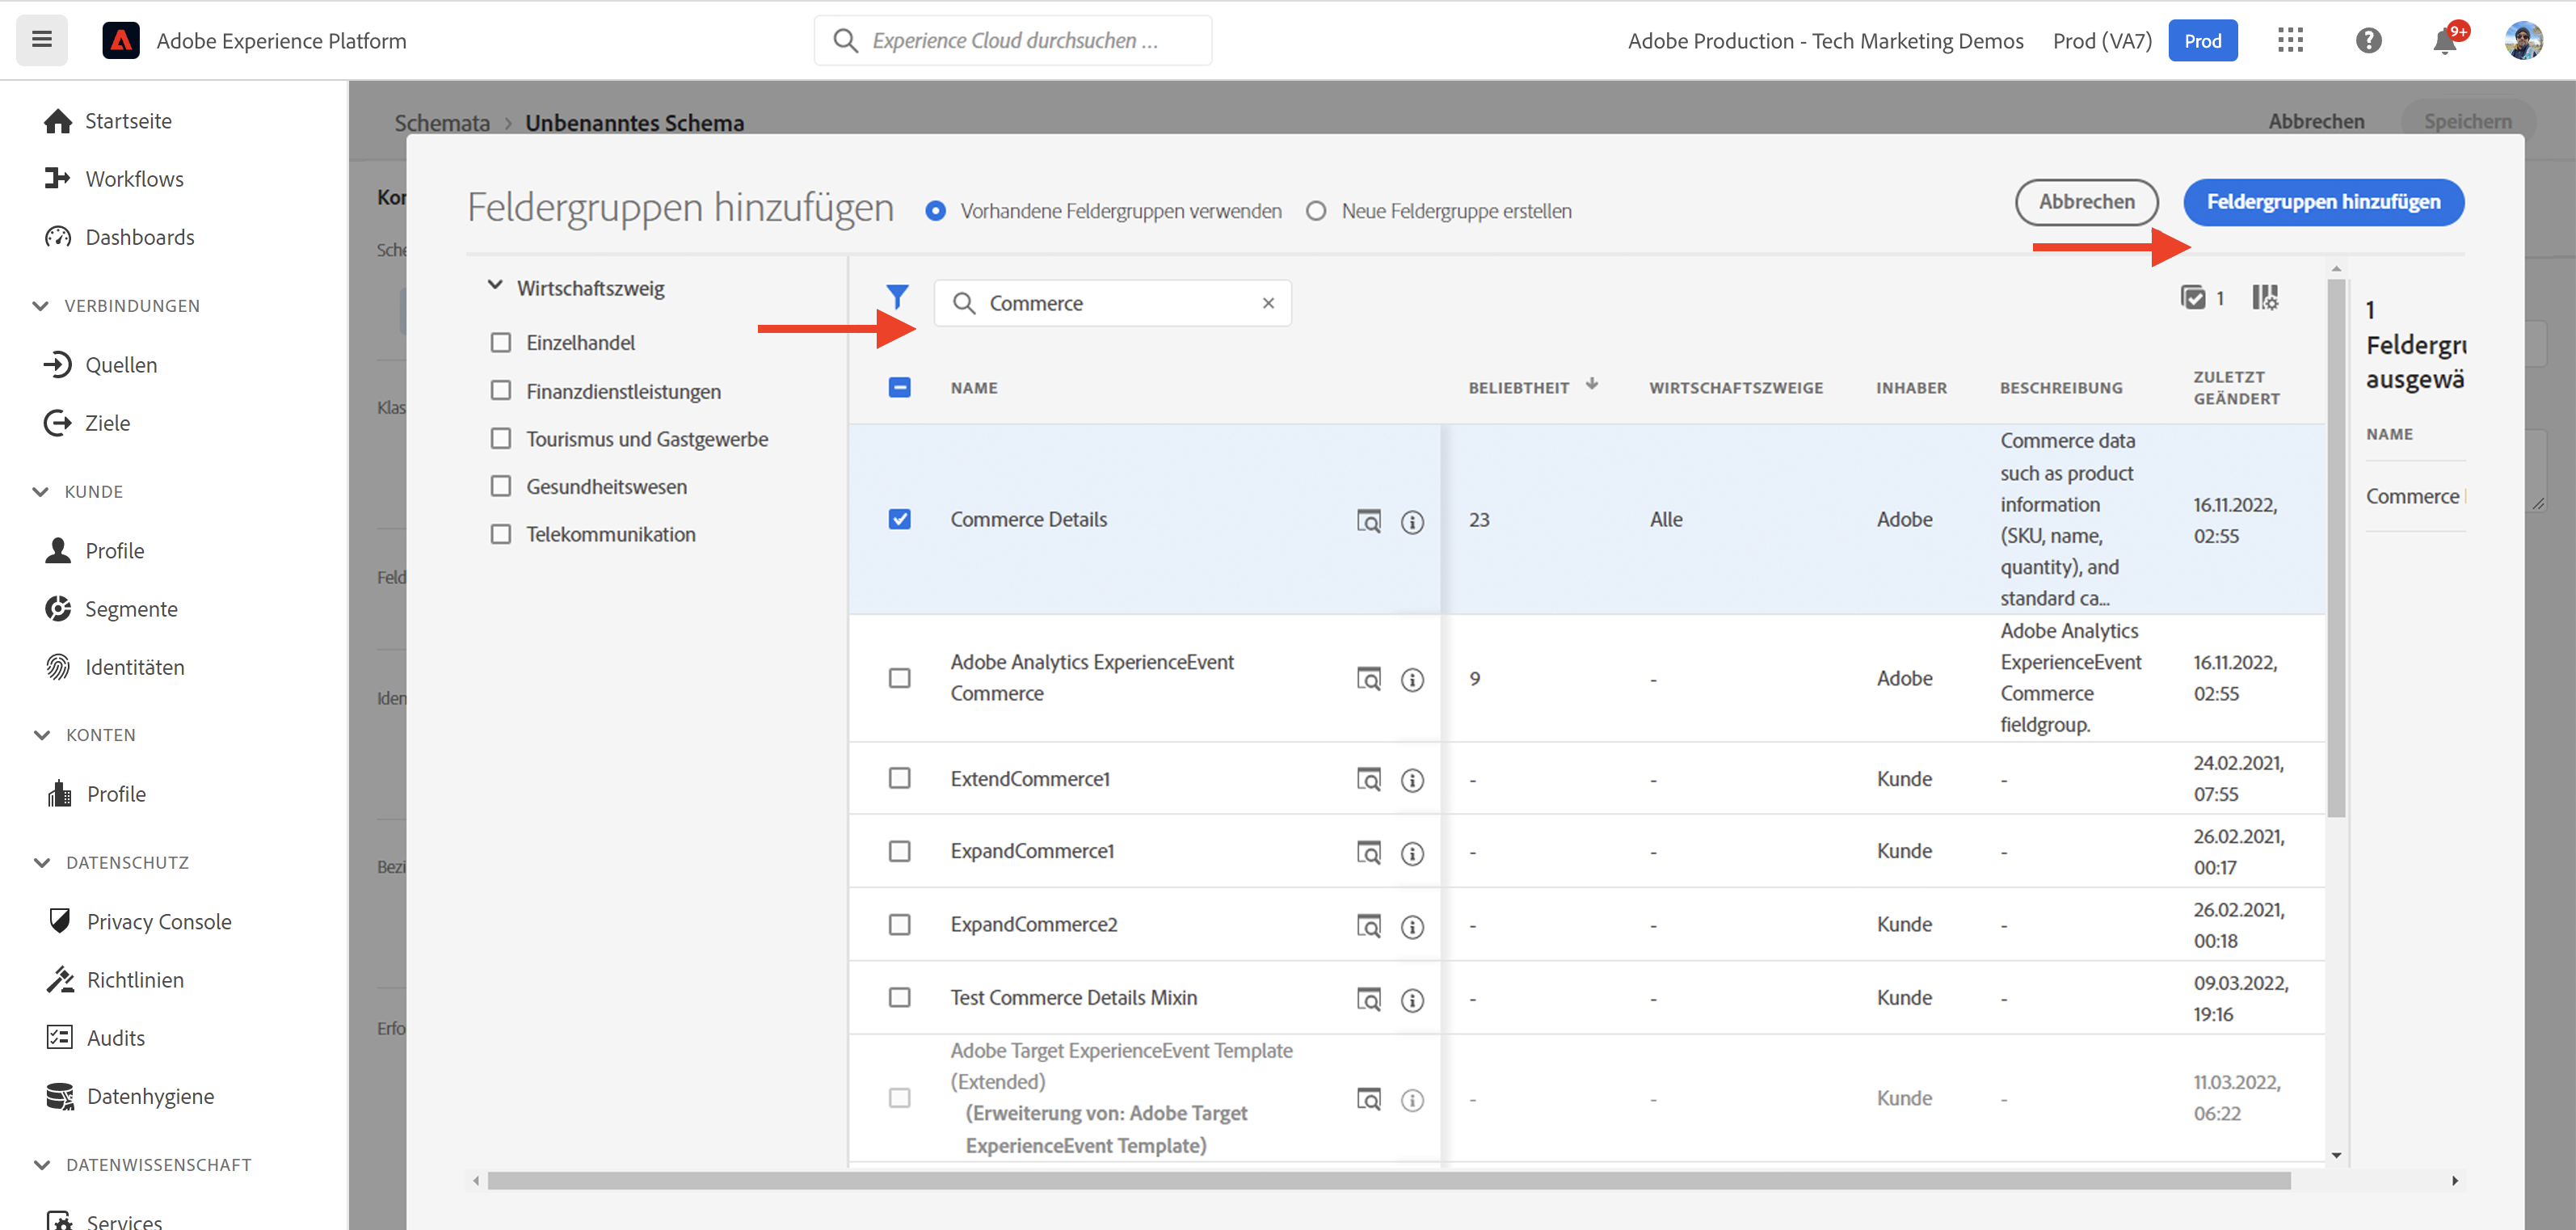 Adobe Experience Platform
Experience Cloud durchsuchen ...
Adobe Production - Tech Marketing Demos
Prod (VA7)
Prod
9+
Startseite
Workflows
Dashboards
VERBINDUNGEN
Quellen
Ziele
KUNDE
Profile
Segmente
Identitäten
KONTEN
Profile
DATENSCHUTZ
Privacy Console
Richtlinien
Audits
Datenhygiene
DATENWISSENSCHAFT
Services
Schemata > Unbenanntes Schema
Abbrechen
Speichern
Kor
Sche
Klas
Feld
Iden
Bezi
Erfo
Feldergruppen hinzufügen
Vorhandene Feldergruppen verwenden
Neue Feldergruppe erstellen
Abbrechen
Feldergruppen hinzufügen
Wirtschaftszweig
Einzelhandel
Finanzdienstleistungen
Tourismus und Gastgewerbe
Gesundheitswesen
Telekommunikation
Commerce
1
NAME
BELIEBTHEIT
WIRTSCHAFTSZWEIGE
INHABER
BESCHREIBUNG
ZULETZT
GEÄNDERT
Commerce Details
23
Alle
Adobe
Commerce data
such as product
information
(SKU, name,
quantity), and
standard ca...
16.11.2022,
02:55
Adobe Analytics ExperienceEvent
Commerce
9
-
Adobe
Adobe Analytics
ExperienceEvent
Commerce
fieldgroup.
16.11.2022,
02:55
ExtendCommerce1
-
-
Kunde
-
24.02.2021,
07:55
ExpandCommerce1
-
-
Kunde
-
26.02.2021,
00:17
ExpandCommerce2
-
-
Kunde
-
26.02.2021,
00:18
Test Commerce Details Mixin
-
-
Kunde
-
09.03.2022,
19:16
Adobe Target ExperienceEvent Template
(Extended)
(Erweiterung von: Adobe Target
ExperienceEvent Template)
-
-
Kunde
-
11.03.2022,
06:22
1
Feldergru
ausgewä
NAME
Commerce